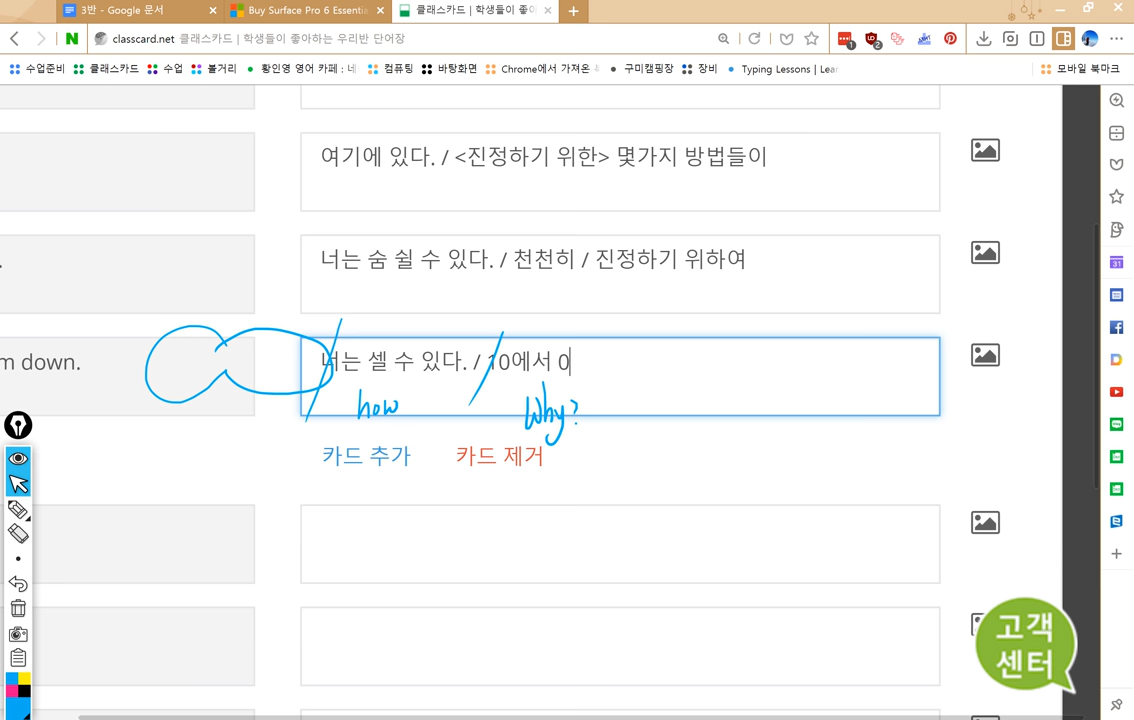 3반 - Google 문서
Buy Surface Pro 6 Essentia
클래스카드 | 학생들이 좋아
N classcard.net 클래스카드 | 학생들이 좋아하는 우리반 단어장
수업준비 클래스카드 수업 볼거리 황인영 영어 카페 : 네 컴퓨팅 바탕화면 Chrome에서 가져온 구미캠핑장 장비 Typing Lessons | Lear 모바일 북마크
여기에 있다. / <진정하기 위한> 몇가지 방법들이
.
너는 숨 쉴 수 있다. / 천천히 / 진정하기 위하여
m down.
너는 셀 수 있다. / 10에서 0
how
Why?
카드 추가 카드 제거
고객
센터